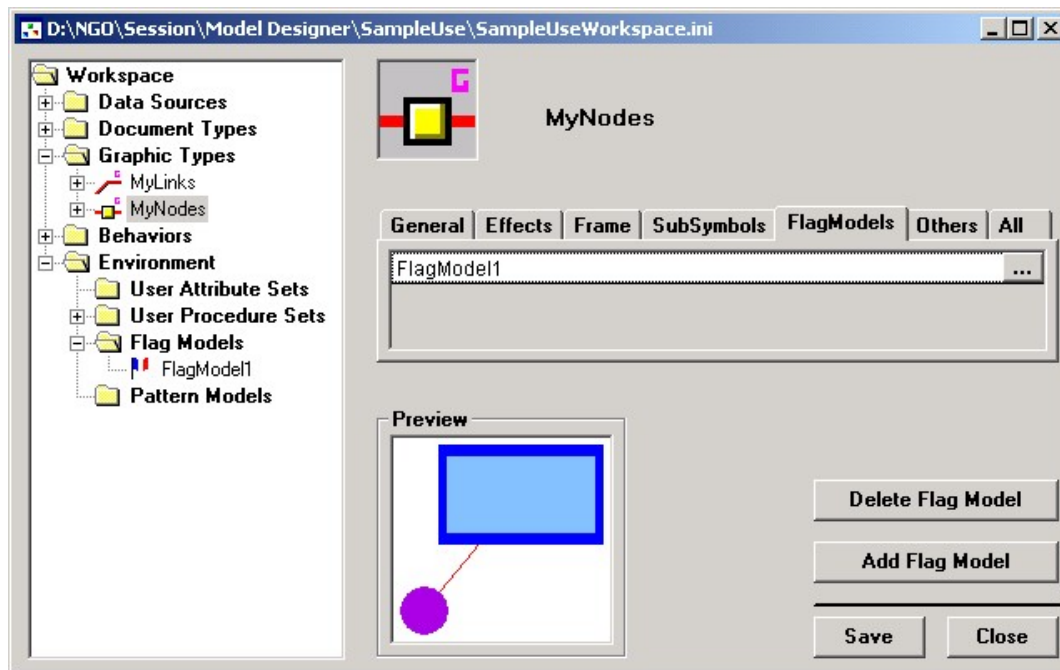 D:\NGO\Session\Model Designer\SampleUse\SampleUseWorkspace.ini
Workspace
Data Sources
Document Types
Graphic Types
MyLinks
MyNodes
Behaviors
Environment
User Attribute Sets
User Procedure Sets
Flag Models
FlagModel1
Pattern Models
G
MyNodes
General Effects Frame SubSymbols FlagModels Others All
FlagModel1 ...
Preview
Delete Flag Model
Add Flag Model
Save Close